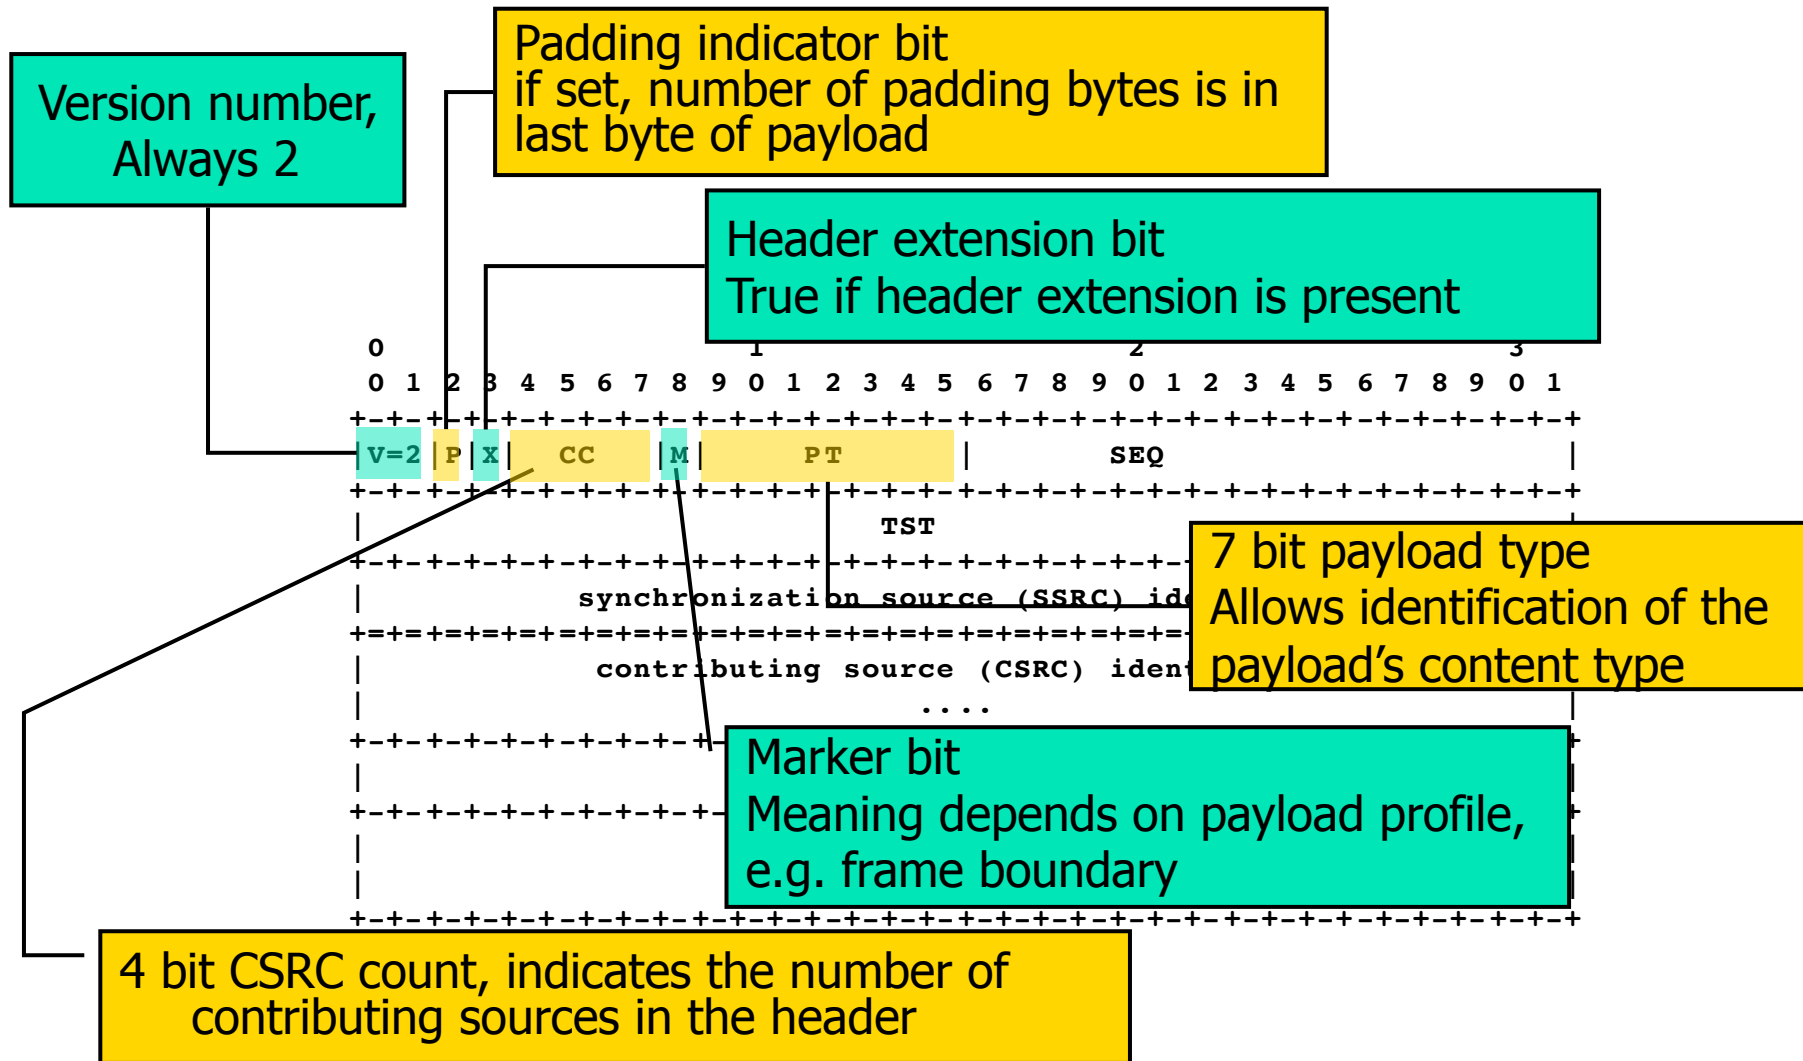 Padding indicator bit
if set, number of padding bytes is in
last byte of payload
Version number,
Always 2
Header extension bit
True if header extension is present
0 1 2 3
0 1 2 3 4 5 6 7 8 9 0 1 2 3 4 5 6 7 8 9 0 1 2 3 4 5 6 7 8 9 0 1
+-+-+-+-+-+-+-+-+-+-+-+-+-+-+-+-+-+-+-+-+-+-+-+-+-+-+-+-+-+-+-+-+
|V=2|P|X| CC |M| PT | SEQ |
+-+-+-+-+-+-+-+-+-+-+-+-+-+-+-+-+-+-+-+-+-+-+-+-+-+-+-+-+-+-+-+-+
| TST
+-+-+-+-+-+-+-+-+-+-+-+-+-+-+-+-+-+-+-+-+-+-
| synchronization source (SSRC)
+=+=+=+=+=+=+=+=+=+=+=+=+=+=+=+=+=+=+=+=+=+=
| contributing source (CSRC)
| .... |
7 bit payload type
Allows identification of the
payload's content type
+-+-+-+-+-+-+-+-+-+- +
|
+-+-+-+-+-+-+-+-+-+- +
|
| |
+-+-+-+-+-+-+-+-+-+-+-+-+-+-+-+-+-+-+-+-+-+-+-+-+-+-+-+-+-+-+-+-+
Marker bit
Meaning depends on payload profile,
e.g. frame boundary
4 bit CSRC count, indicates the number of
contributing sources in the header